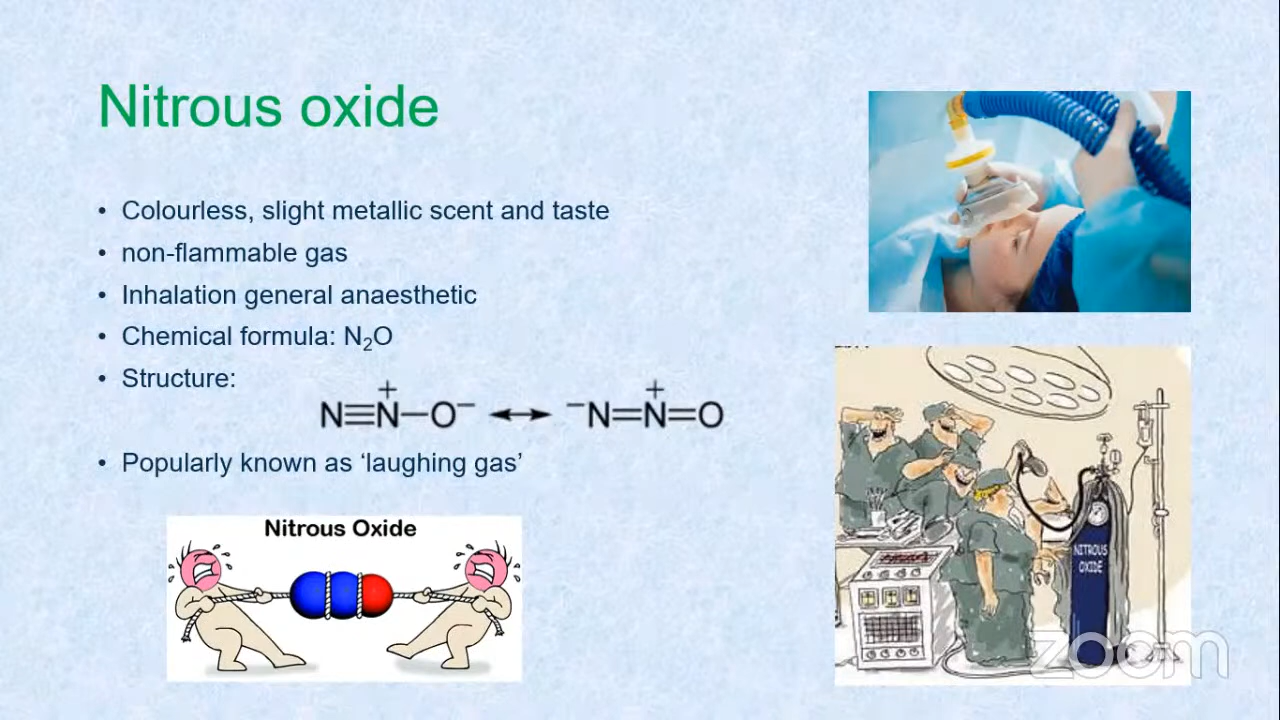 Nitrous oxide
• Colourless, slight metallic scent and taste
• non-flammable gas
• Inhalation general anaesthetic
• Chemical formula: N₂O
• Structure:
N≡N⁺—O⁻ ↔ ⁻N=N⁺=O
• Popularly known as ‘laughing gas’
Nitrous Oxide
NITROUS
OXIDE
zoom